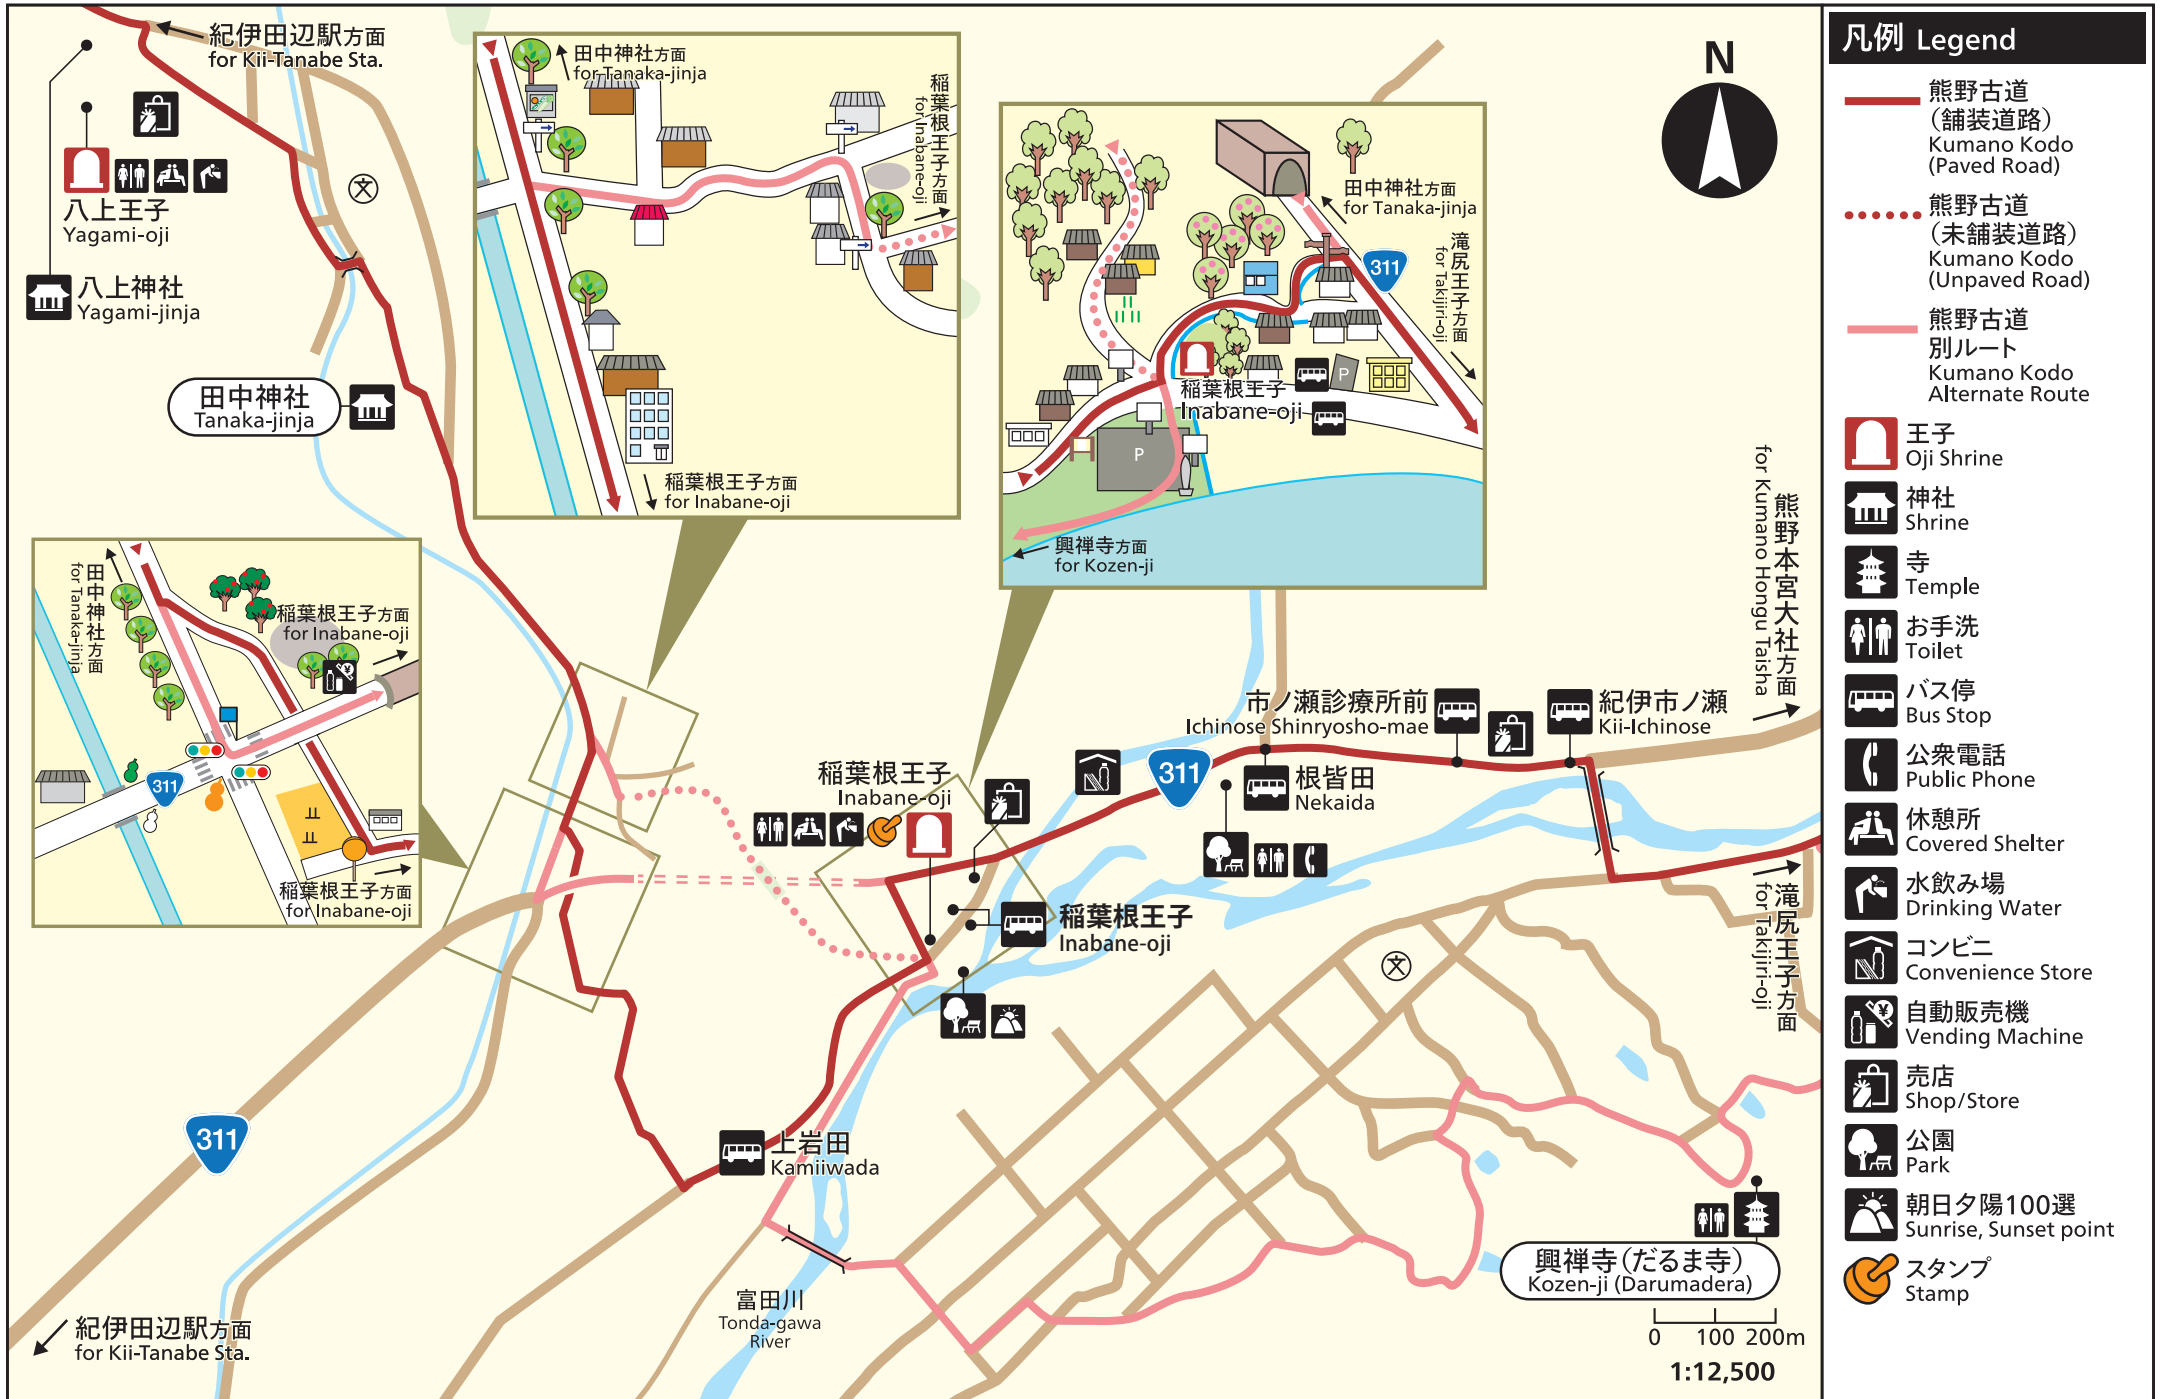 紀伊田辺駅方面
for Kii-Tanabe Sta.
八上王子
Yagami-oji
八上神社
Yagami-jinja
文
田中神社
Tanaka-jinja
田中神社方面
for Tanaka-jinja
稲葉根王子方面
for Inabane-oji
稲葉根王子方面
for Inabane-oji
田中神社方面
for Tanaka-jinja
滝尻王子方面
for Takijiri-oji
311
稲葉根王子
Inabane-oji
P
P
興禅寺方面
for Kozen-ji
N
田中神社方面
for Tanaka-jinja
稲葉根王子方面
for Inabane-oji
¥
311
稲葉根王子方面
for Inabane-oji
熊野本宮大社方面
for Kumano Hongu Taisha
市ノ瀬診療所前
Ichinose Shinryosho-mae
紀伊市ノ瀬
Kii-Ichinose
311
根皆田
Nekaida
稲葉根王子
Inabane-oji
稲葉根王子
Inabane-oji
滝尻王子方面
for Takijiri-oji
文
311
上岩田
Kamiiwada
富田川
Tonda-gawa
River
興禅寺(だるま寺)
Kozen-ji (Darumadera)
0 100 200m
1:12,500
紀伊田辺駅方面
for Kii-Tanabe Sta.
凡例 Legend
熊野古道
(舗装道路)
Kumano Kodo
(Paved Road)
熊野古道
(未舗装道路)
Kumano Kodo
(Unpaved Road)
熊野古道
別ルート
Kumano Kodo
Alternate Route
王子
Oji Shrine
神社
Shrine
寺
Temple
お手洗
Toilet
バス停
Bus Stop
公衆電話
Public Phone
休憩所
Covered Shelter
水飲み場
Drinking Water
コンビニ
Convenience Store
¥
自動販売機
Vending Machine
売店
Shop/Store
公園
Park
朝日夕陽100選
Sunrise, Sunset point
スタンプ
Stamp